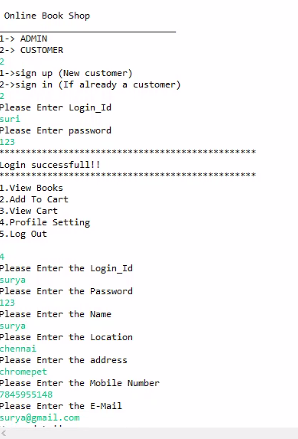 Online Book Shop
1-> ADMIN
2-> CUSTOMER
2
1->sign up (New customer)
2->sign in (If already a customer)
2
Please Enter Login_Id
suri
Please Enter password
123
************************************************
Login successfull!!
************************************************
1.View Books
2.Add To Cart
3.View Cart
4.Profile Setting
5.Log Out
4
Please Enter the Login_Id
surya
Please Enter the Password
123
Please Enter the Name
surya
Please Enter the Location
chennai
Please Enter the address
chromepet
Please Enter the Mobile Number
7845955148
Please Enter the E-Mail
surya@gmail.com